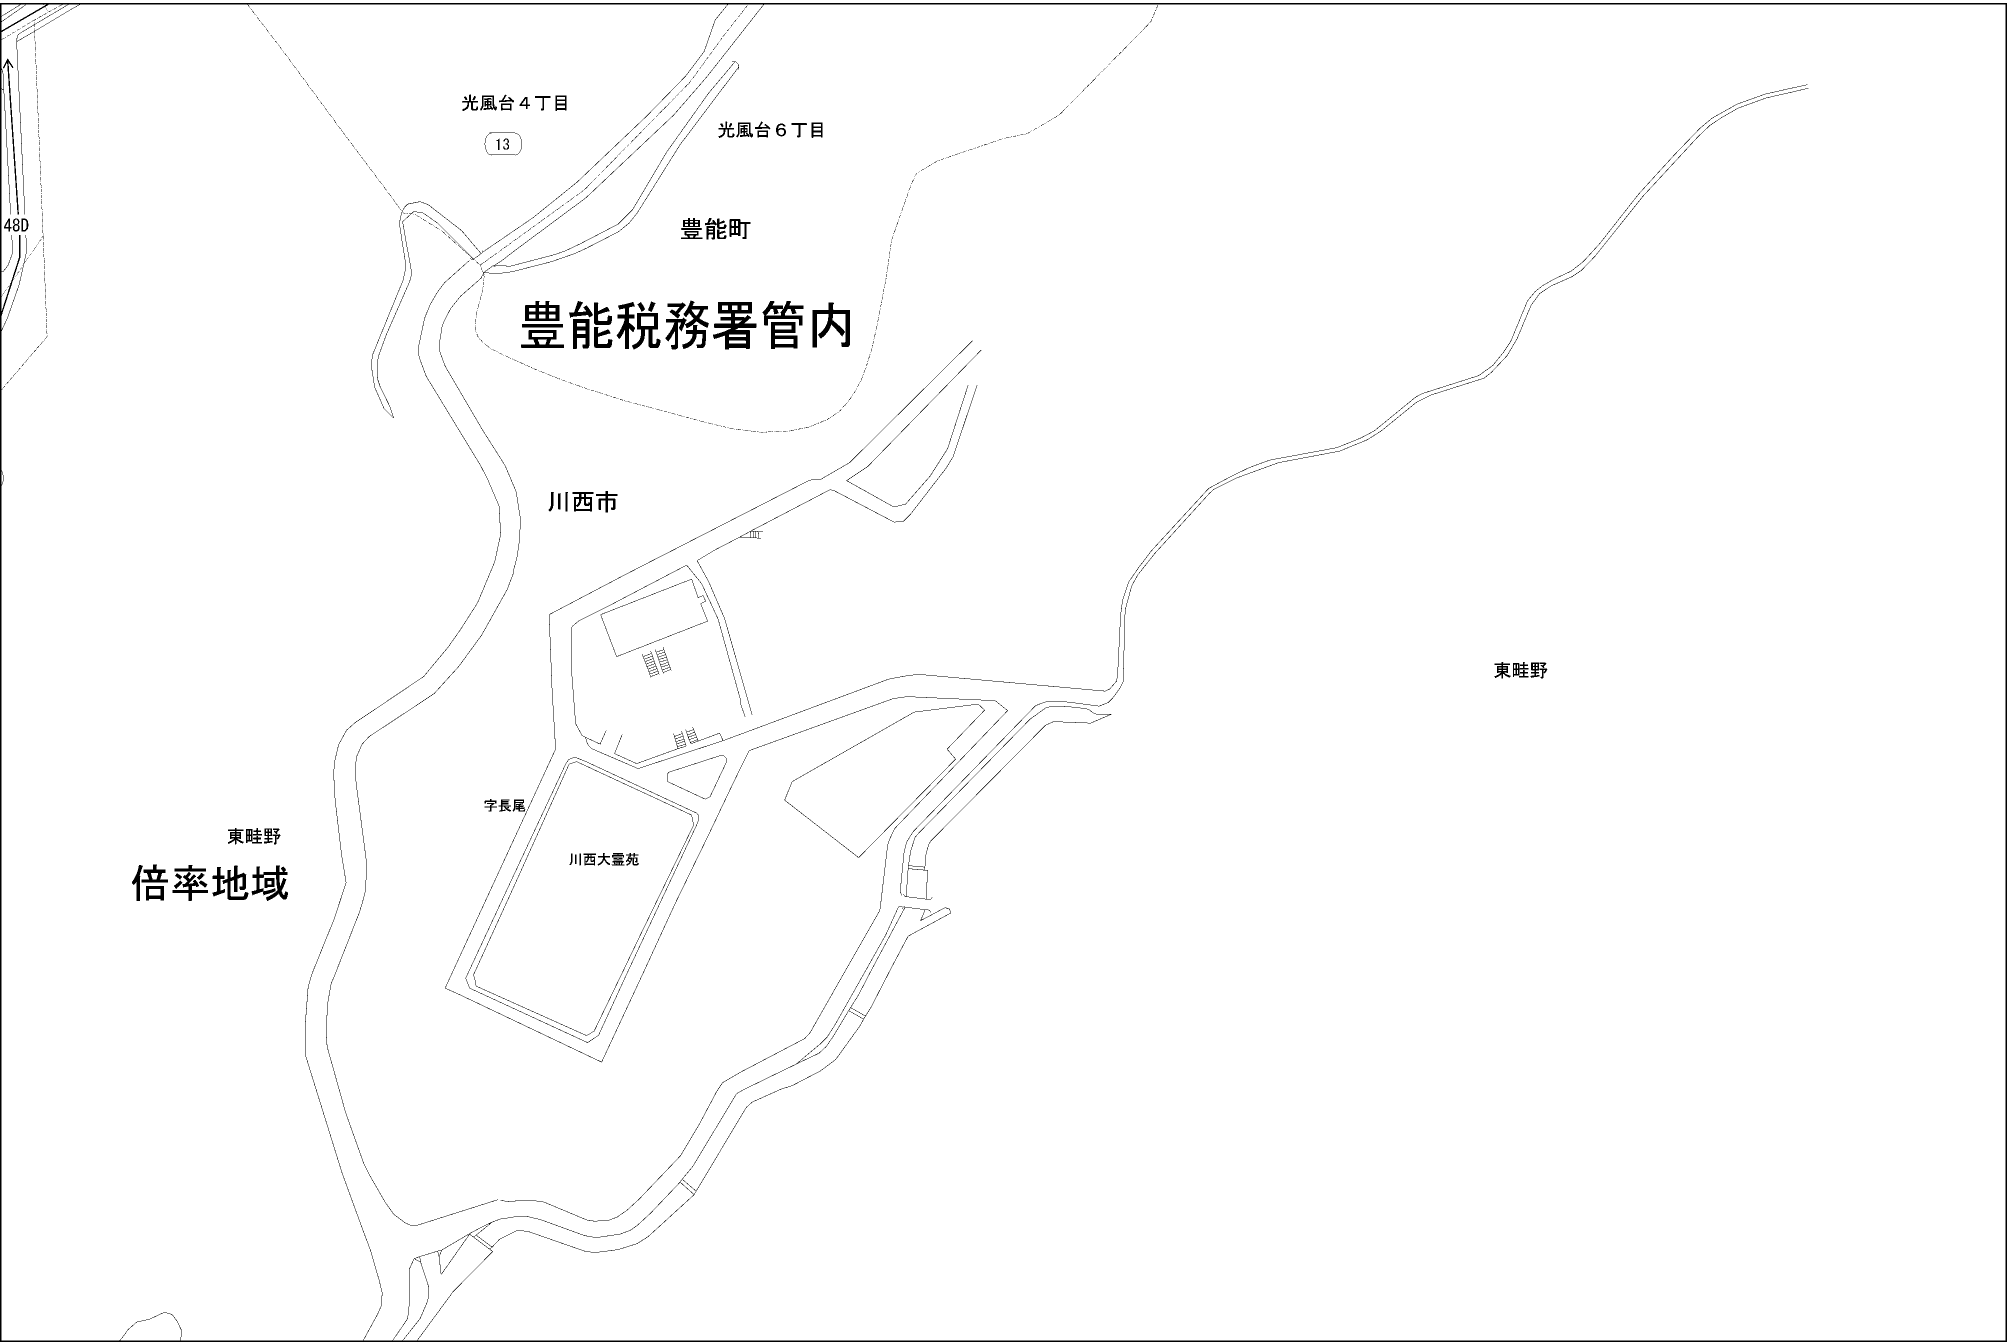 光風台４丁目
13
光風台６丁目
48D
豊能町
豊能税務署管内
川西市
東畦野
字長尾
東畦野
川西大霊苑
倍率地域